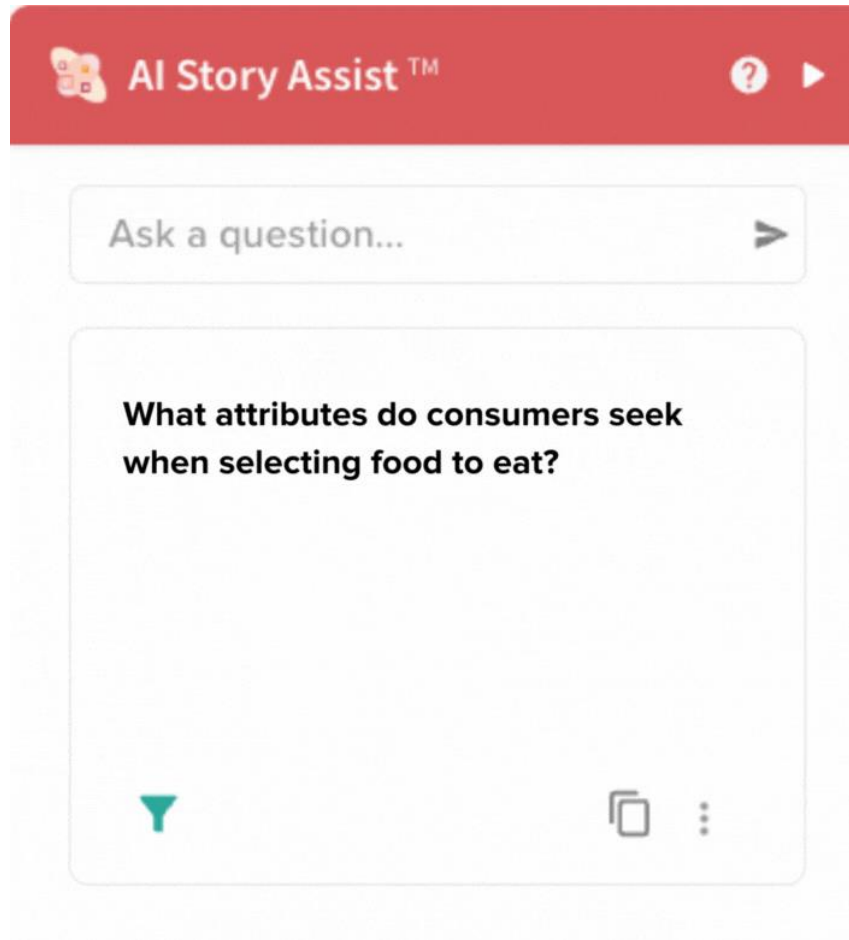 AI Story Assist ™
Ask a question...
What attributes do consumers seek
when selecting food to eat?